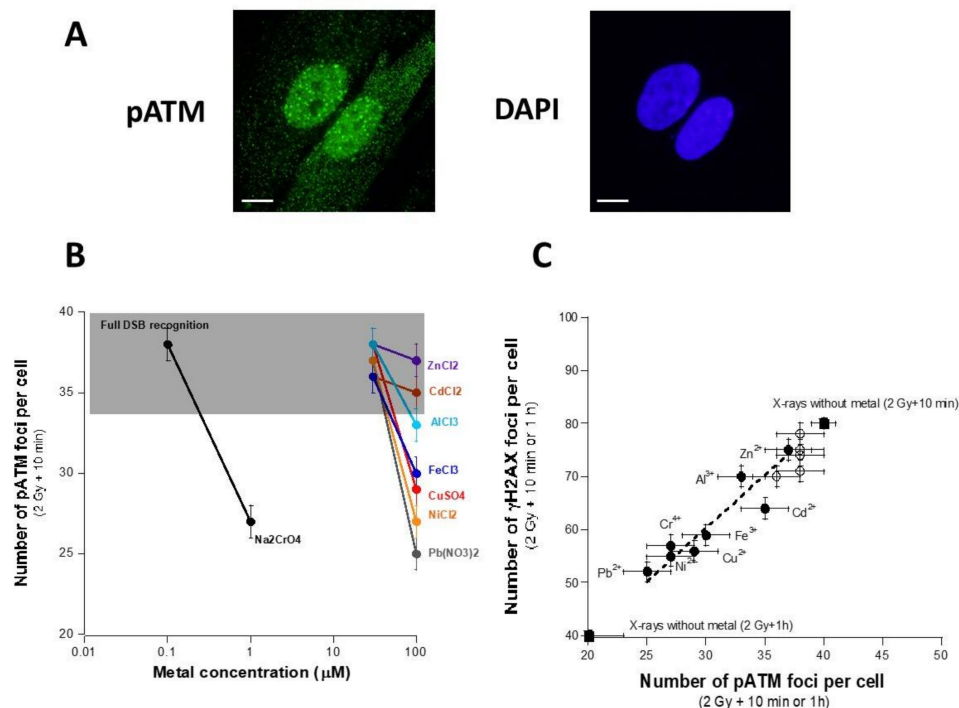 A
pATM
DAPI
B
C
Full DSB recognition
ZnCl2
CdCl2
AlCl3
FeCl3
CuSO4
NiCl2
Pb(NO3)2
Na2CrO4
40
35
30
25
20
0.01
0.1
1
10
100
Number of pATM foci per cell
(2 Gy + 10 min)
Metal concentration (μM)
100
90
80
70
60
50
40
20
25
30
35
40
45
50
Number of γH2AX foci per cell
(2 Gy + 10 min or 1 h)
X-rays without metal (2 Gy+10 min)
Zn²⁺
Al³⁺
Cd²⁺
Cr⁴⁺
Fe³⁺
Cu²⁺
Ni²⁺
Pb²⁺
X-rays without metal (2 Gy+1h)
Number of pATM foci per cell
(2 Gy + 10 min or 1h)